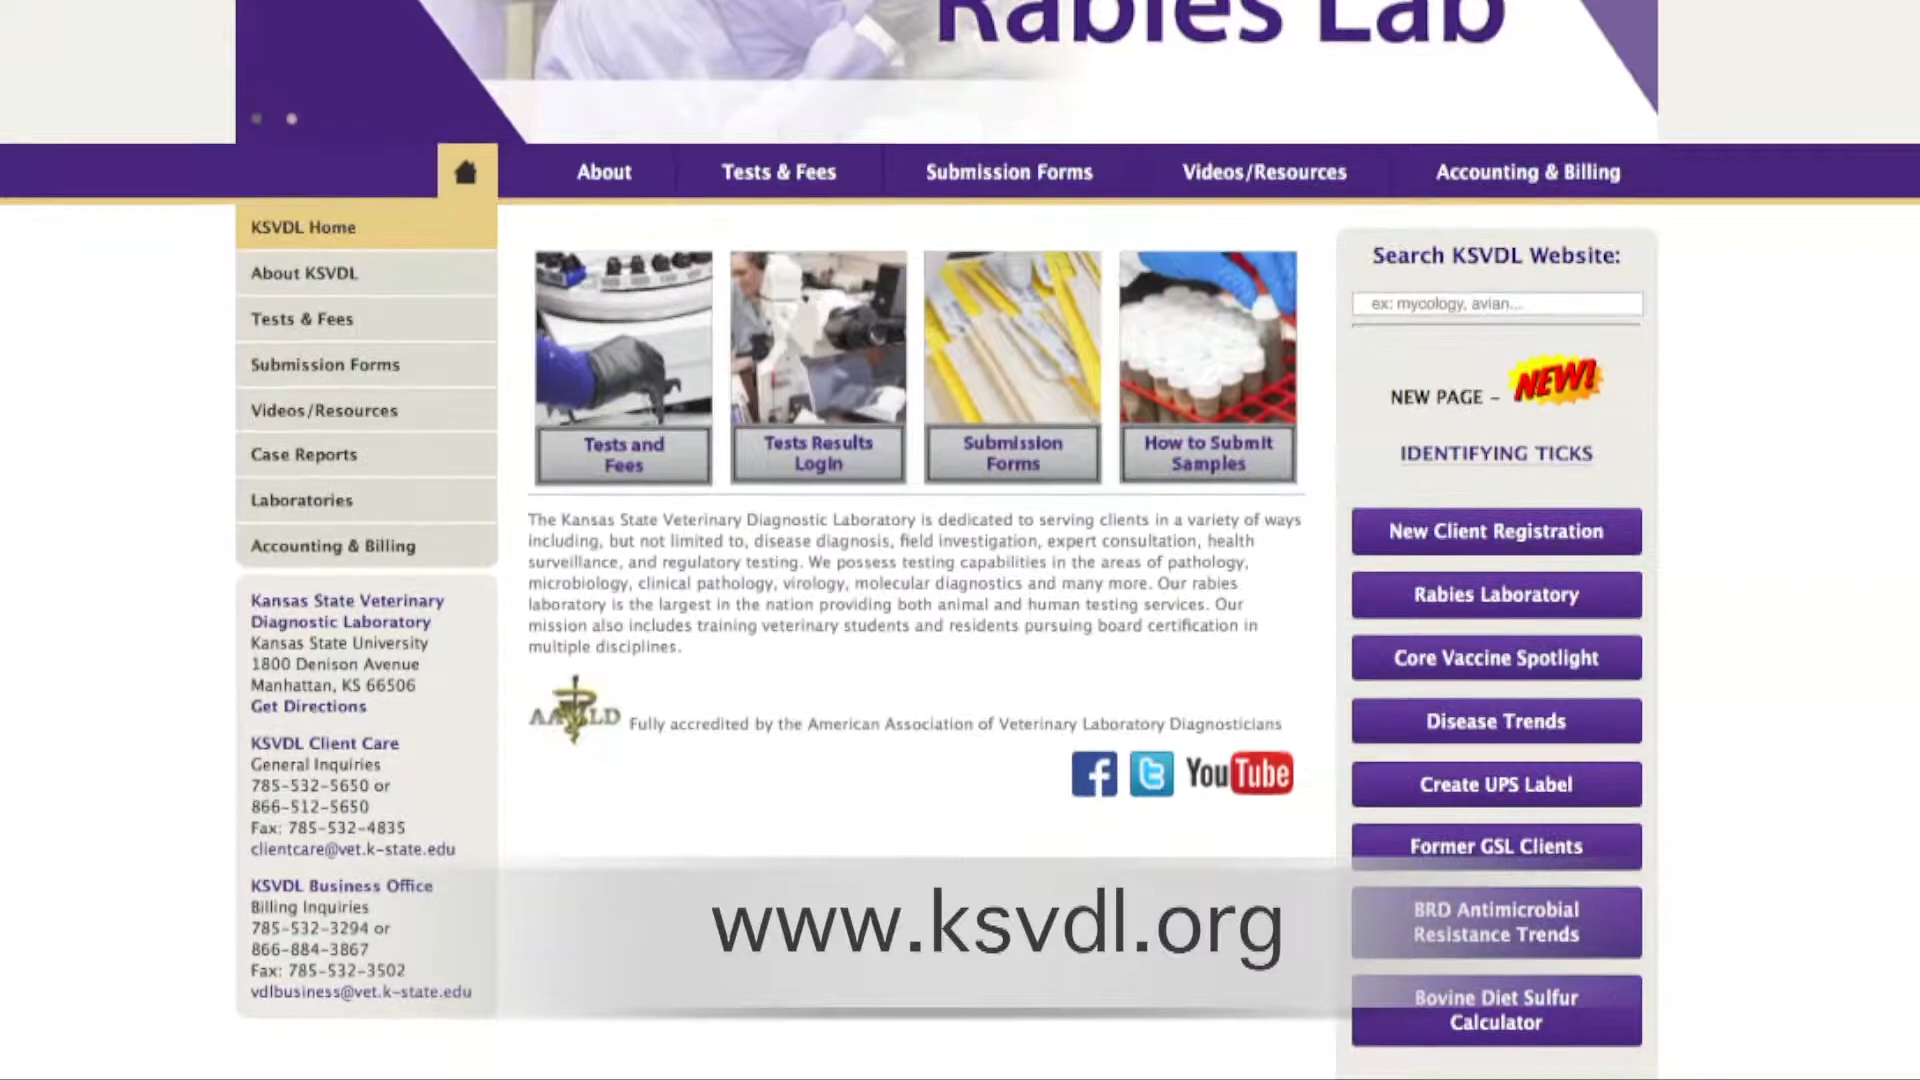 Rabies Lab
About
Tests & Fees
Submission Forms
Videos/Resources
Accounting & Billing
KSVDL Home
About KSVDL
Tests & Fees
Submission Forms
Videos/Resources
Case Reports
Laboratories
Accounting & Billing
Kansas State Veterinary
Diagnostic Laboratory
Kansas State University
1800 Denison Avenue
Manhattan, KS 66506
Get Directions
KSVDL Client Care
General Inquiries
785-532-5650 or
866-512-5650
Fax: 785-532-4835
clientcare@vet.k-state.edu
KSVDL Business Office
Billing Inquiries
785-532-3294 or
866-884-3867
Fax: 785-532-3502
vdlbusiness@vet.k-state.edu
Tests and
Fees
Tests Results
Login
Submission
Forms
How to Submit
Samples
The Kansas State Veterinary Diagnostic Laboratory is dedicated to serving clients in a variety of ways
including, but not limited to, disease diagnosis, field investigation, expert consultation, health
surveillance, and regulatory testing. We possess testing capabilities in the areas of pathology,
microbiology, clinical pathology, virology, molecular diagnostics and many more. Our rabies
laboratory is the largest in the nation providing both animal and human testing services. Our
mission also includes training veterinary students and residents pursuing board certification in
multiple disciplines.
AAVLD Fully accredited by the American Association of Veterinary Laboratory Diagnosticians
f t YouTube
www.ksvdl.org
Search KSVDL Website:
ex: mycology, avian...
NEW PAGE - NEW!
IDENTIFYING TICKS
New Client Registration
Rabies Laboratory
Core Vaccine Spotlight
Disease Trends
Create UPS Label
Former GSL Clients
BRD Antimicrobial
Resistance Trends
Bovine Diet Sulfur
Calculator